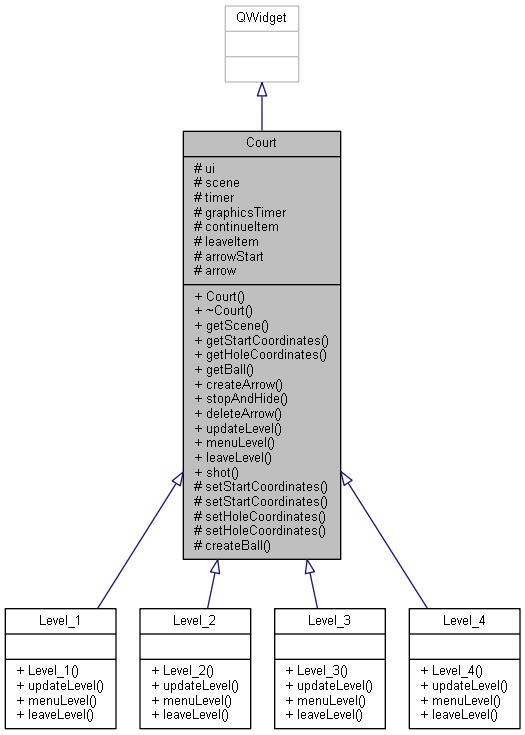 QWidget
Court
# ui
# scene
# timer
# graphicsTimer
# continueItem
# leaveItem
# arrowStart
# arrow
+ Court()
+ ~Court()
+ getScene()
+ getStartCoordinates()
+ getHoleCoordinates()
+ getBall()
+ createArrow()
+ stopAndHide()
+ deleteArrow()
+ updateLevel()
+ menuLevel()
+ leaveLevel()
+ shot()
# setStartCoordinates()
# setStartCoordinates()
# setHoleCoordinates()
# setHoleCoordinates()
# createBall()
Level_1
+ Level_1()
+ updateLevel()
+ menuLevel()
+ leaveLevel()
Level_2
+ Level_2()
+ updateLevel()
+ menuLevel()
+ leaveLevel()
Level_3
+ Level_3()
+ updateLevel()
+ menuLevel()
+ leaveLevel()
Level_4
+ Level_4()
+ updateLevel()
+ menuLevel()
+ leaveLevel()